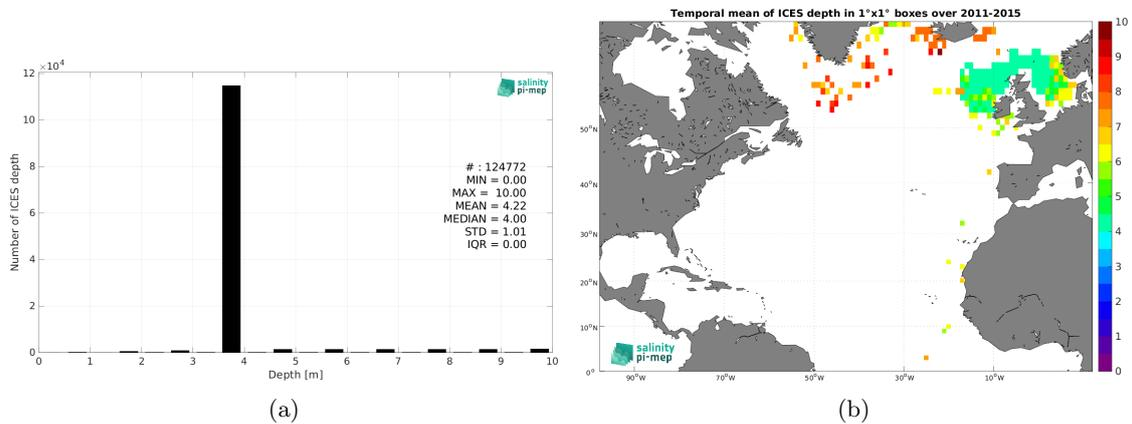 ×10⁴
12
10
8
6
4
2
0
Number of ICES depth
salinity
pi-mep
# : 124772
MIN = 0.00
MAX = 10.00
MEAN = 4.22
MEDIAN = 4.00
STD = 1.01
IQR = 0.00
0 1 2 3 4 5 6 7 8 9 10
Depth [m]
(a)
Temporal mean of ICES depth in 1°x1° boxes over 2011-2015
50°N
40°N
30°N
20°N
10°N
0°
90°W 70°W 50°W 30°W 10°W
salinity
pi-mep
10
9
8
7
6
5
4
3
2
1
0
(b)